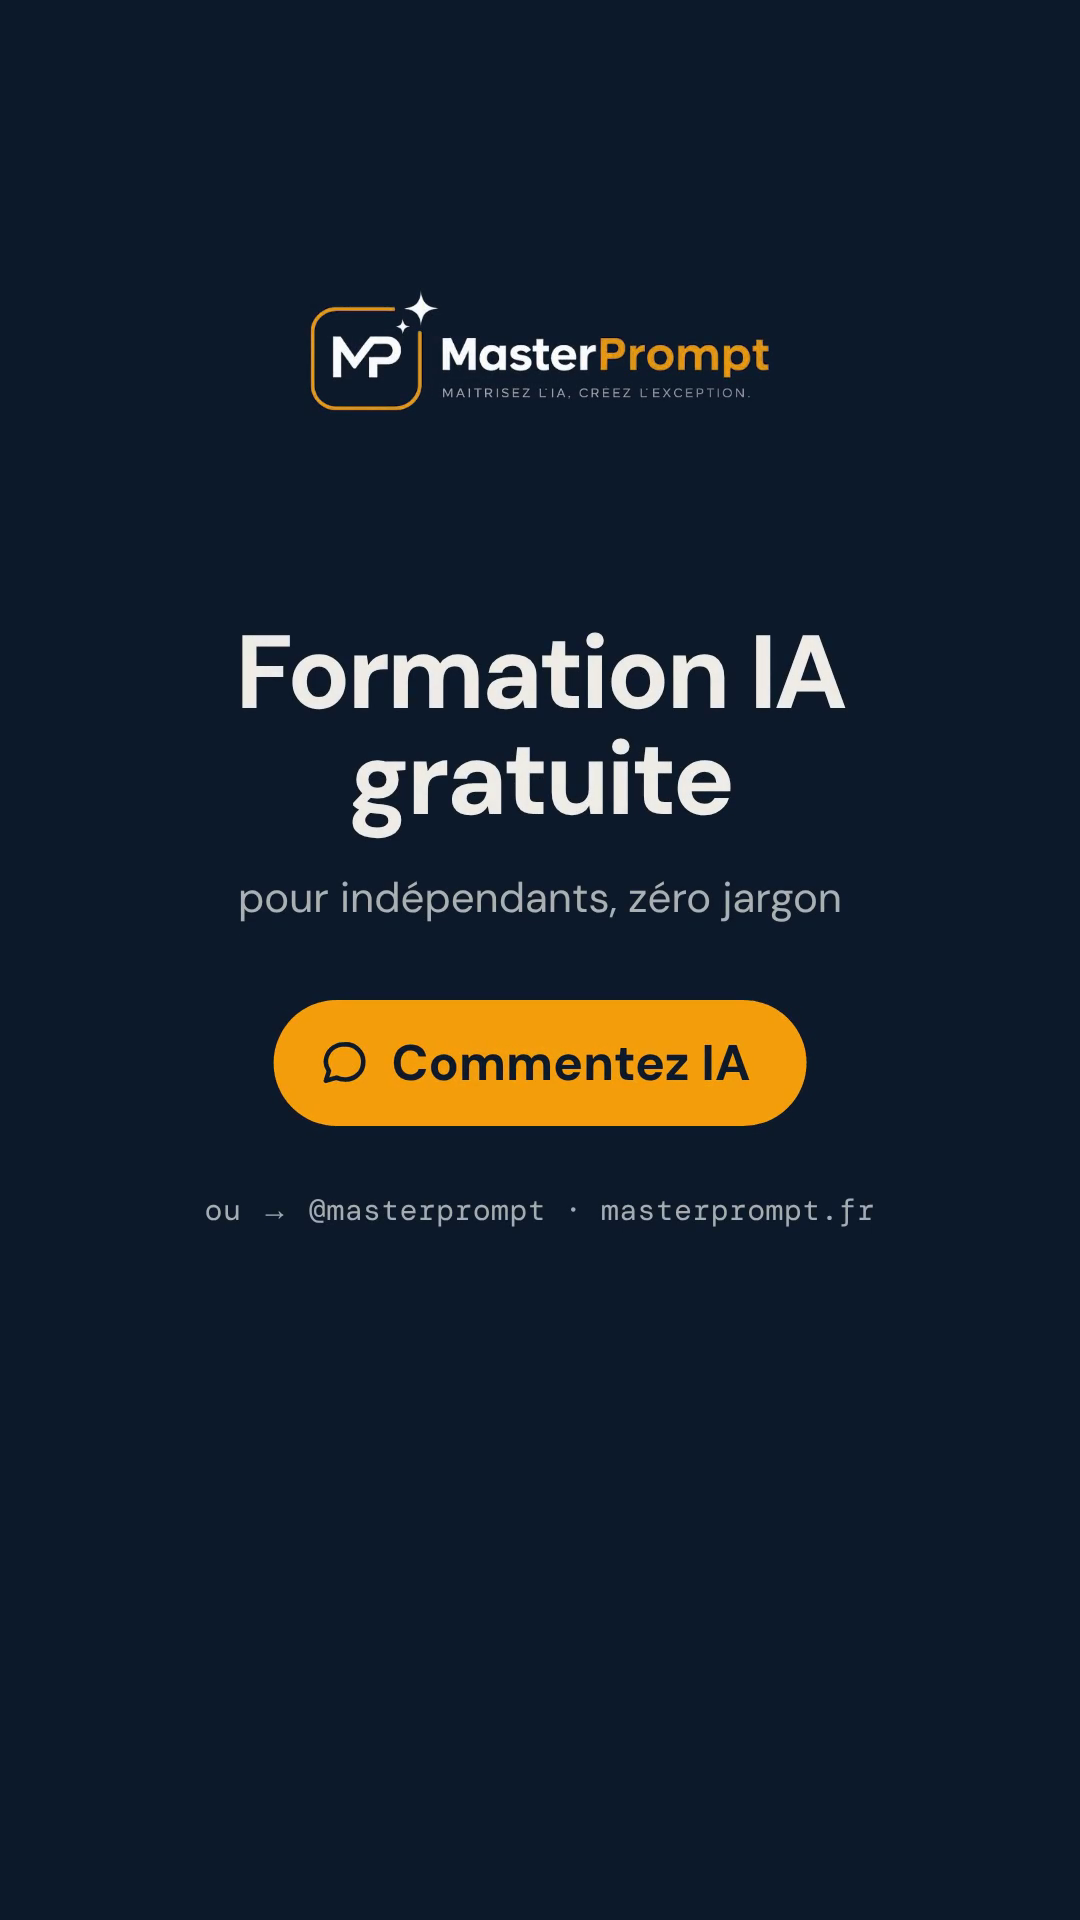 MP MasterPrompt
MAITRISEZ L'IA, CREEZ L'EXCEPTION.
Formation IA
gratuite
pour indépendants, zéro jargon
Commentez IA
ou → @masterprompt · masterprompt.fr